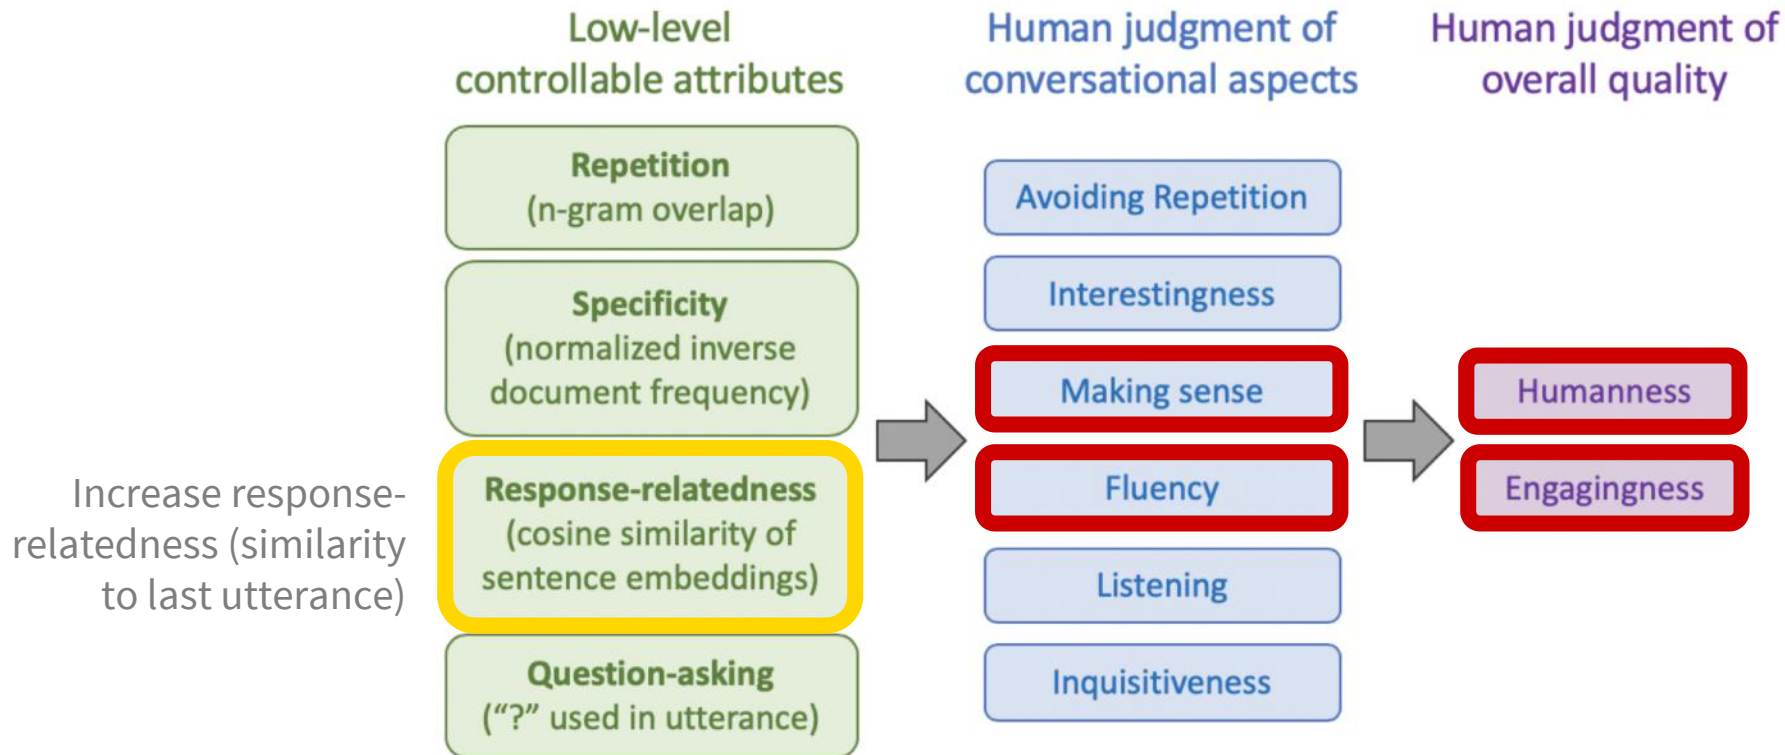 Low-level
controllable attributes
Human judgment of
conversational aspects
Human judgment of
overall quality
Repetition
(n-gram overlap)
Specificity
(normalized inverse
document frequency)
Response-relatedness
(cosine similarity of
sentence embeddings)
Question-asking
(“?” used in utterance)
Increase response-
relatedness (similarity
to last utterance)
Avoiding Repetition
Interestingness
Making sense
Fluency
Listening
Inquisitiveness
Humanness
Engagingness